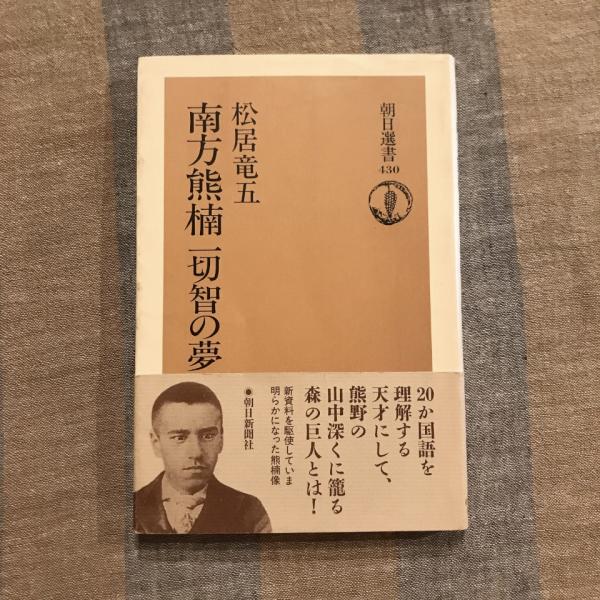 朝日選書
430
松居竜五
南方熊楠 一切智の夢
20か国語を
理解する
天才にして、
熊野の
山中深くに籠る
森の巨人とは!
新資料を駆使していま
明らかになった熊楠像
●朝日新聞社